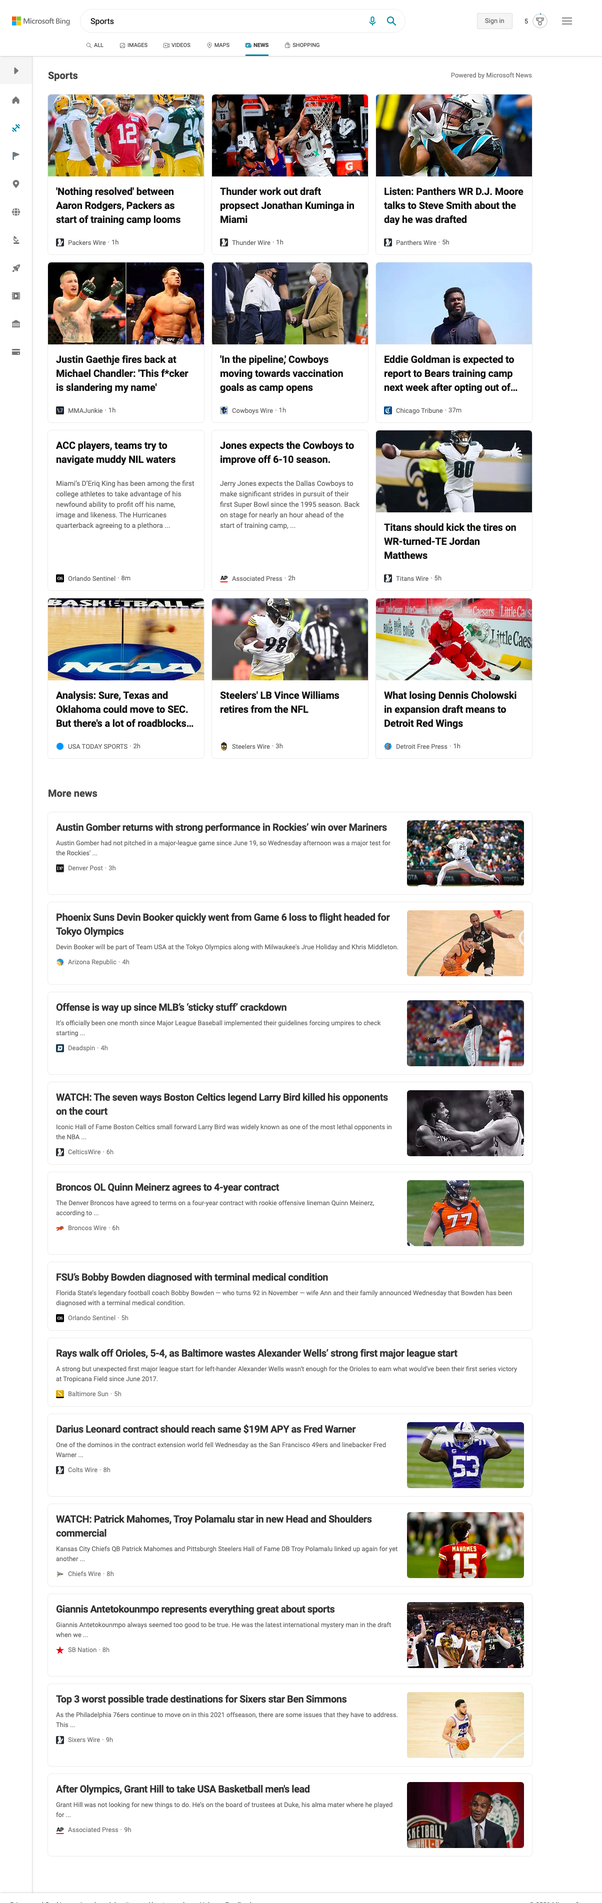 Microsoft Bing
Sports
Sign in
5
ALL IMAGES VIDEOS MAPS NEWS SHOPPING
Sports
Powered by Microsoft News
'Nothing resolved' between
Aaron Rodgers, Packers as
start of training camp looms
Packers Wire · 1h
Thunder work out draft
propsect Jonathan Kuminga in
Miami
Thunder Wire · 1h
Listen: Panthers WR D.J. Moore
talks to Steve Smith about the
day he was drafted
Panthers Wire · 5h
Justin Gaethje fires back at
Michael Chandler: 'This f*cker
is slandering my name'
MMAJunkie · 1h
'In the pipeline,' Cowboys
moving towards vaccination
goals as camp opens
Cowboys Wire · 1h
Eddie Goldman is expected to
report to Bears training camp
next week after opting out of...
Chicago Tribune · 37m
ACC players, teams try to
navigate muddy NIL waters
Miami's D'Eriq King has been among the first
college athletes to take advantage of his
newfound ability to profit off his name,
image and likeness. The Hurricanes
quarterback agreeing to a plethora ...
Orlando Sentinel · 8m
Jones expects the Cowboys to
improve off 6-10 season.
Jerry Jones expects the Dallas Cowboys to
make significant strides in pursuit of their
first Super Bowl since the 1995 season. Back
on stage for nearly an hour ahead of the
start of training camp, ...
AP Associated Press · 2h
80
Titans should kick the tires on
WR-turned-TE Jordan
Matthews
Titans Wire · 5h
BASKETBALL
NCAA
Analysis: Sure, Texas and
Oklahoma could move to SEC.
But there's a lot of roadblocks...
USA TODAY SPORTS · 2h
98
Steelers' LB Vince Williams
retires from the NFL
Steelers Wire · 3h
Little Caesars
What losing Dennis Cholowski
in expansion draft means to
Detroit Red Wings
Detroit Free Press · 1h
More news
Austin Gomber returns with strong performance in Rockies' win over Mariners
Austin Gomber had not pitched in a major-league game since June 19, so Wednesday afternoon was a major test for
the Rockies' ...
Denver Post · 3h
Phoenix Suns Devin Booker quickly went from Game 6 loss to flight headed for
Tokyo Olympics
Devin Booker will be part of Team USA at the Tokyo Olympics along with Milwaukee's Jrue Holiday and Khris Middleton.
Arizona Republic · 4h
Offense is way up since MLB's 'sticky stuff' crackdown
It's officially been one month since Major League Baseball implemented their guidelines forcing umpires to check
starting ...
Deadspin · 4h
WATCH: The seven ways Boston Celtics legend Larry Bird killed his opponents
on the court
Iconic Hall of Fame Boston Celtics small forward Larry Bird was widely known as one of the most lethal opponents in
the NBA ...
CelticsWire · 6h
Broncos OL Quinn Meinerz agrees to 4-year contract
The Denver Broncos have agreed to terms on a four-year contract with rookie offensive lineman Quinn Meinerz,
according to ...
Broncos Wire · 6h
77
FSU's Bobby Bowden diagnosed with terminal medical condition
Florida State's legendary football coach Bobby Bowden — who turns 92 in November — wife Ann and their family announced Wednesday that Bowden has been
diagnosed with a terminal medical condition.
Orlando Sentinel · 5h
Rays walk off Orioles, 5-4, as Baltimore wastes Alexander Wells' strong first major league start
A strong but unexpected first major league start for left-hander Alexander Wells wasn't enough for the Orioles to earn what would've been their first series victory
at Tropicana Field since June 2017.
Baltimore Sun · 5h
Darius Leonard contract should reach same $19M APY as Fred Warner
One of the dominos in the contract extension world fell Wednesday as the San Francisco 49ers and linebacker Fred
Warner ...
Colts Wire · 8h
53
WATCH: Patrick Mahomes, Troy Polamalu star in new Head and Shoulders
commercial
Kansas City Chiefs QB Patrick Mahomes and Pittsburgh Steelers Hall of Fame DB Troy Polamalu linked up again for yet
another ...
Chiefs Wire · 8h
MAHOMES
15
Giannis Antetokounmpo represents everything great about sports
Giannis Antetokounmpo always seemed too good to be true. He was the latest international mystery man in the draft
when we ...
SB Nation · 8h
34
Top 3 worst possible trade destinations for Sixers star Ben Simmons
As the Philadelphia 76ers continue to move on in this 2021 offseason, there are some issues that they have to address.
This ...
Sixers Wire · 9h
After Olympics, Grant Hill to take USA Basketball men's lead
Grant Hill was not looking for new things to do. He's on the board of trustees at Duke, his alma mater where he played
for ...
AP Associated Press · 9h